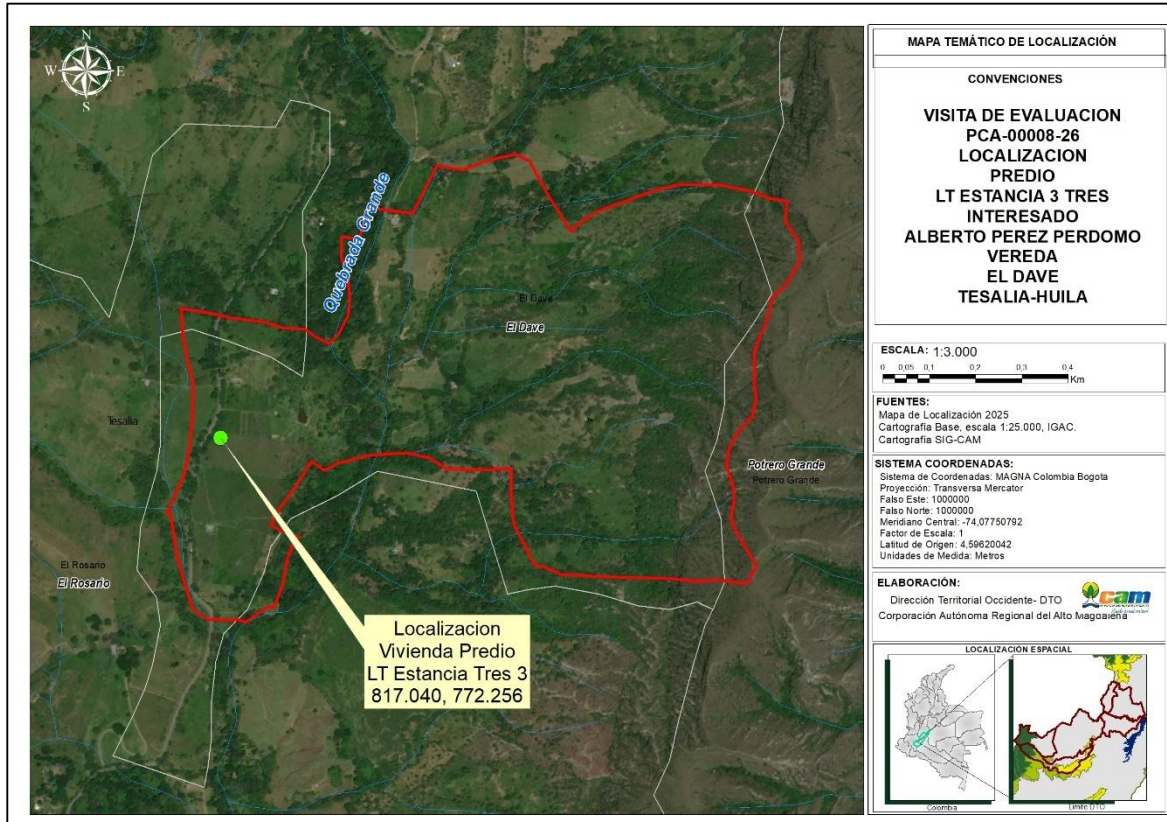 N
W E
S
Quebrada Grande
El Dave
El Dave
Tesalia
Potrero Grande
Potrero Grande
El Rosario
El Rosario
Localizacion
Vivienda Predio
LT Estancia Tres 3
817.040, 772.256
MAPA TEMÁTICO DE LOCALIZACIÓN
CONVENCIONES
VISITA DE EVALUACION
PCA-00008-26
LOCALIZACION
PREDIO
LT ESTANCIA 3 TRES
INTERESADO
ALBERTO PEREZ PERDOMO
VEREDA
EL DAVE
TESALIA-HUILA
ESCALA: 1:3.000
0 0,05 0,1 0,2 0,3 0,4
Km
FUENTES:
Mapa de Localización 2025
Cartografía Base, escala 1:25.000, IGAC.
Cartografía SIG-CAM
SISTEMA COORDENADAS:
Sistema de Coordenadas: MAGNA Colombia Bogota
Proyección: Transversa Mercator
Falso Este: 1000000
Falso Norte: 1000000
Meridiano Central: -74,07750792
Factor de Escala: 1
Latitud de Origen: 4,59620042
Unidades de Medida: Metros
ELABORACIÓN:
Dirección Territorial Occidente- DTO
cam
Corporación Autónoma Regional del Alto Magdalena
LOCALIZACIÓN ESPACIAL
Colombia
Límite DTO